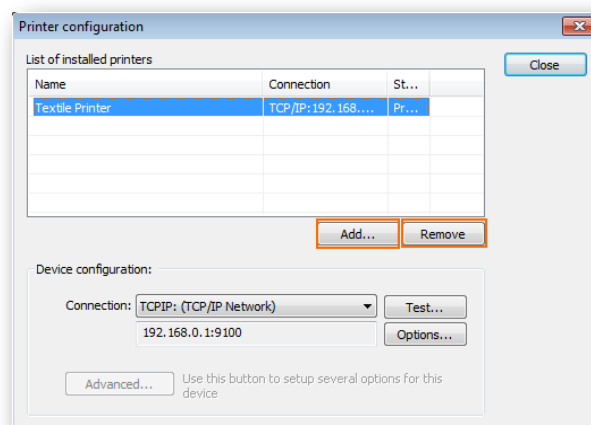 Printer configuration
List of installed printers
Close
Name Connection St...
Textile Printer TCP/IP:192.168.... Pr...
Add... Remove
Device configuration:
Connection: TCPIP: (TCP/IP Network) Test...
192.168.0.1:9100 Options...
Advanced... Use this button to setup several options for this
device